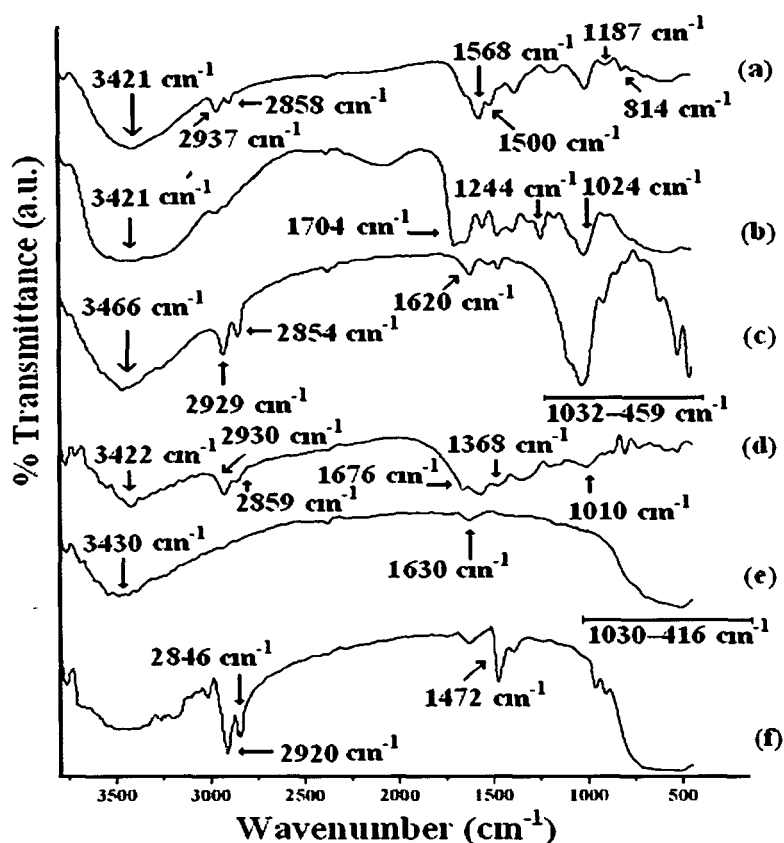 1187 cm⁻¹
1568 cm⁻¹
3421 cm⁻¹
(a)
2858 cm⁻¹
814 cm⁻¹
2937 cm⁻¹
1500 cm⁻¹
3421 cm⁻¹
1244 cm⁻¹
1024 cm⁻¹
1704 cm⁻¹
(b)
3466 cm⁻¹
1620 cm⁻¹
2854 cm⁻¹
(c)
2929 cm⁻¹
1032–459 cm⁻¹
2930 cm⁻¹
1368 cm⁻¹
3422 cm⁻¹
(d)
1676 cm⁻¹
2859 cm⁻¹
1010 cm⁻¹
3430 cm⁻¹
1630 cm⁻¹
(e)
1030–416 cm⁻¹
2846 cm⁻¹
1472 cm⁻¹
2920 cm⁻¹
(f)
% Transmittance (a.u.)
3500 3000 2500 2000 1500 1000 500
Wavenumber (cm⁻¹)